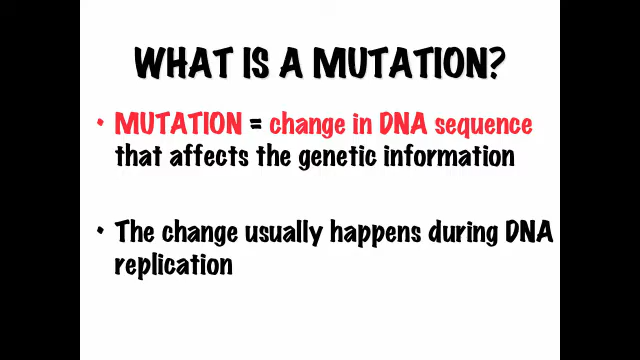 WHAT IS A MUTATION?
• MUTATION = change in DNA sequence
that affects the genetic information
• The change usually happens during DNA
replication